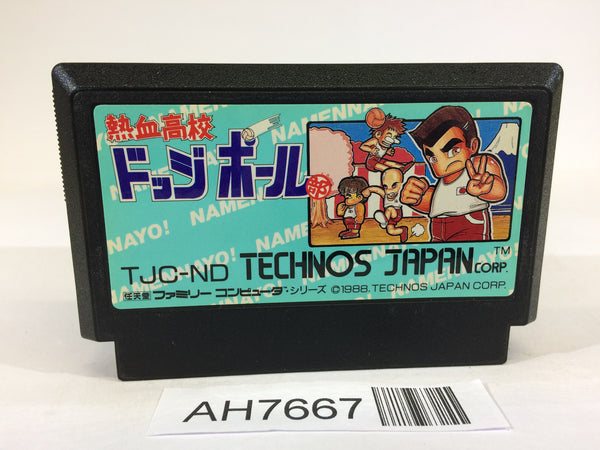 熱血高校
ドッジボール部
NAMENNAYO!
TJC-ND TECHNOS JAPAN CORP.™
任天堂 ファミリーコンピュータ・シリーズ ©1988. TECHNOS JAPAN CORP.
AH7667